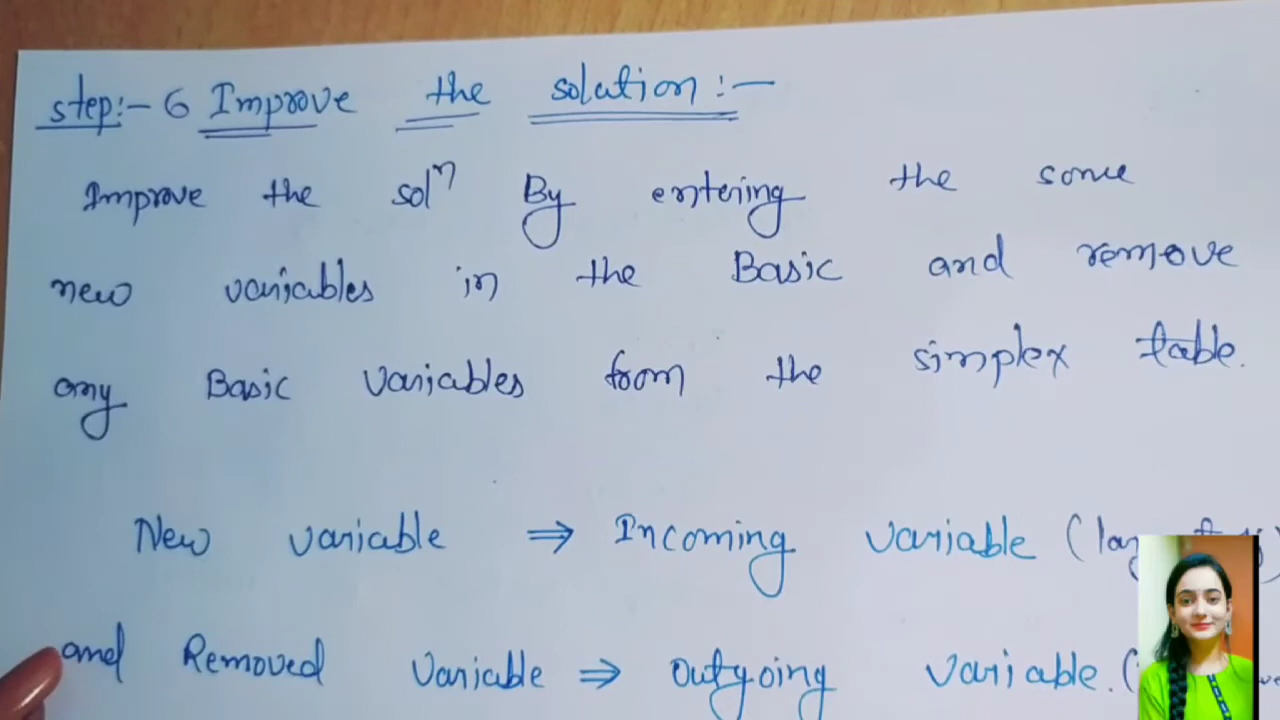 step:- 6 Improve the solution :-
Improve the solⁿ By entering the some
new variables in the Basic and remove
any Basic variables from the simplex table.
New variable ⇒ Incoming variable (
and Removed variable ⇒ outgoing variable. (